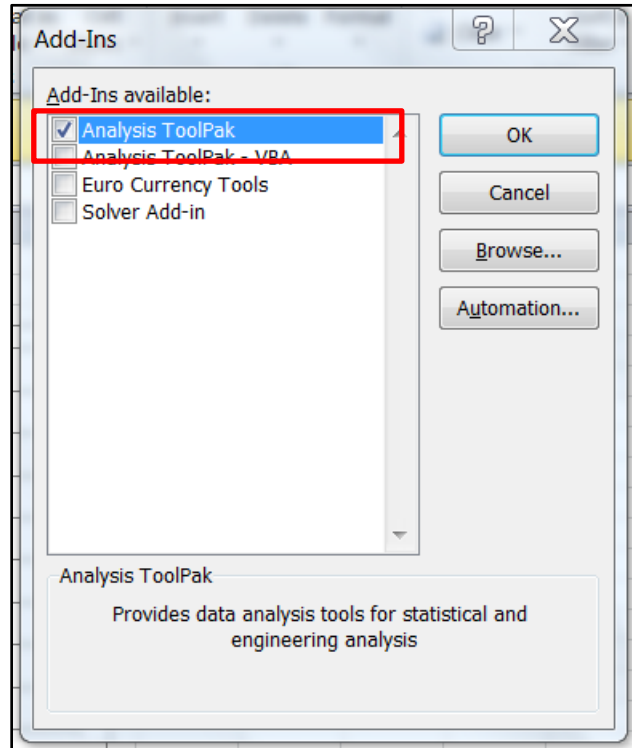 Add-Ins
Add-Ins available:
Analysis ToolPak
Analysis ToolPak - VBA
Euro Currency Tools
Solver Add-in
OK
Cancel
Browse...
Automation...
Analysis ToolPak
Provides data analysis tools for statistical and
engineering analysis